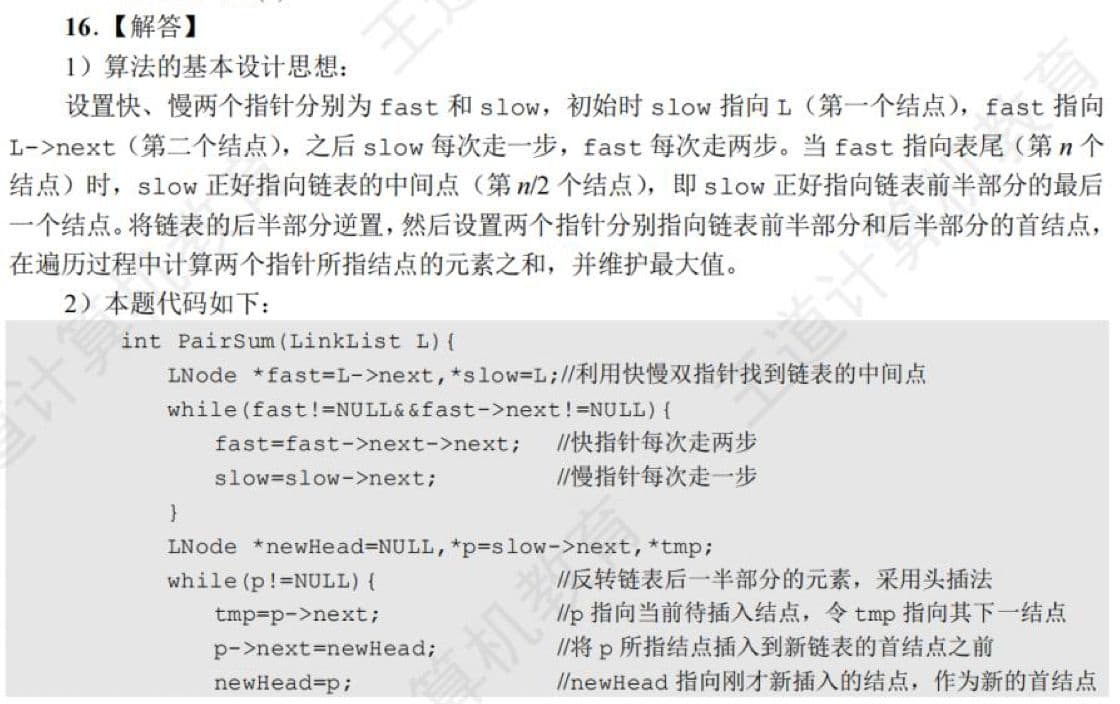 16.【解答】
1）算法的基本设计思想：
设置快、慢两个指针分别为 fast 和 slow，初始时 slow 指向 L（第一个结点），fast 指向
L->next（第二个结点），之后 slow 每次走一步，fast 每次走两步。当 fast 指向表尾（第 n 个
结点）时，slow 正好指向链表的中间点（第 n/2 个结点），即 slow 正好指向链表前半部分的最后
一个结点。将链表的后半部分逆置，然后设置两个指针分别指向链表前半部分和后半部分的首结点，
在遍历过程中计算两个指针所指结点的元素之和，并维护最大值。
2）本题代码如下：
int PairSum(LinkList L){
LNode *fast=L->next,*slow=L;//利用快慢双指针找到链表的中间点
while(fast!=NULL&&fast->next!=NULL){
fast=fast->next->next; //快指针每次走两步
slow=slow->next; //慢指针每次走一步
}
LNode *newHead=NULL,*p=slow->next,*tmp;
while(p!=NULL){ //反转链表后一半部分的元素，采用头插法
tmp=p->next; //p 指向当前待插入结点，令 tmp 指向其下一结点
p->next=newHead; //将 p 所指结点插入到新链表的首结点之前
newHead=p; //newHead 指向刚才新插入的结点，作为新的首结点